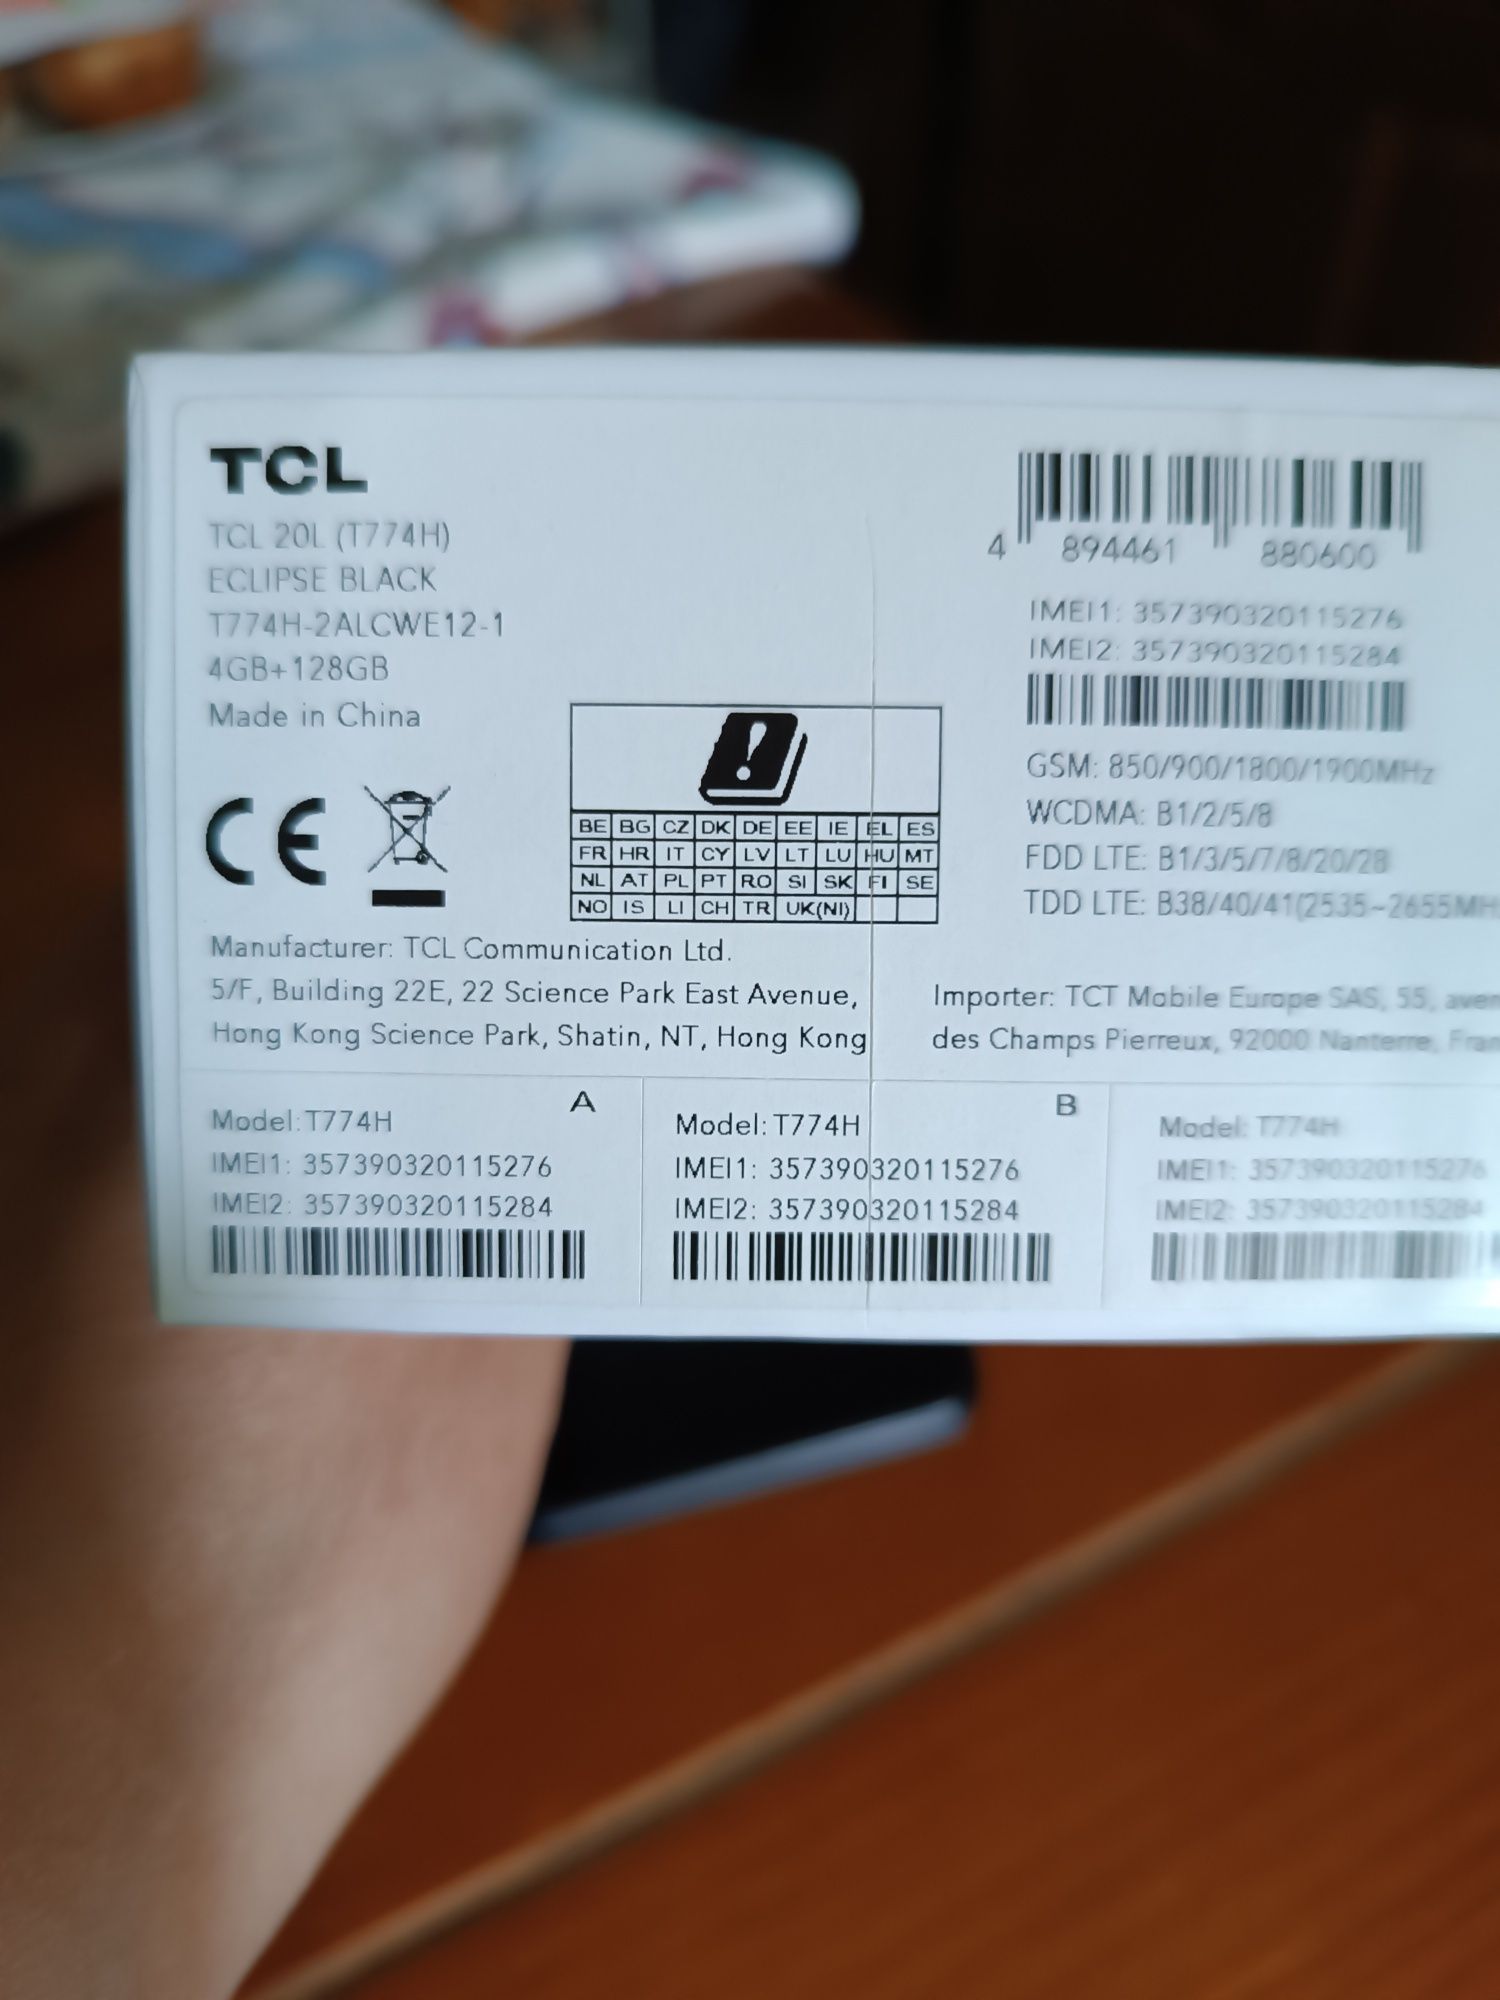 TCL
TCL 20L (T774H)
ECLIPSE BLACK
T774H-2ALCWE12-1
4GB+128GB
Made in China
4 894461 880600
IMEI1: 357390320115276
IMEI2: 357390320115284
GSM: 850/900/1800/1900MHz
WCDMA: B1/2/5/8
FDD LTE: B1/3/5/7/8/20/28
TDD LTE: B38/40/41(2535~2655MH
CE
BE BG CZ DK DE EE IE EL ES
FR HR IT CY LV LT LU HU MT
NL AT PL PT RO SI SK FI SE
NO IS LI CH TR UK(NI)
Manufacturer: TCL Communication Ltd.
5/F, Building 22E, 22 Science Park East Avenue,
Hong Kong Science Park, Shatin, NT, Hong Kong
Importer: TCT Mobile Europe SAS, 55, aven
des Champs Pierreux, 92000 Nanterre, Fran
A
Model: T774H
IMEI1: 357390320115276
IMEI2: 357390320115284
B
Model: T774H
IMEI1: 357390320115276
IMEI2: 357390320115284
Model: T774H
IMEI1: 357390320115276
IMEI2: 357390320115284